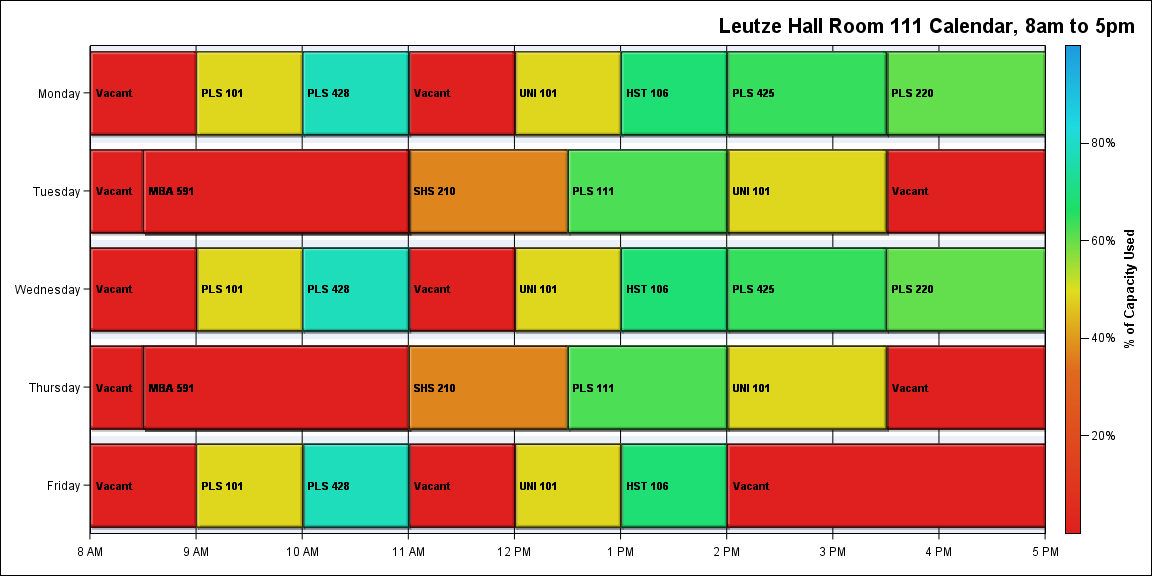 Leutze Hall Room 111 Calendar, 8am to 5pm
Monday
Vacant
PLS 101
PLS 428
Vacant
UNI 101
HST 106
PLS 425
PLS 220
Tuesday
Vacant
MBA 591
SHS 210
PLS 111
UNI 101
Vacant
Wednesday
Vacant
PLS 101
PLS 428
Vacant
UNI 101
HST 106
PLS 425
PLS 220
Thursday
Vacant
MBA 591
SHS 210
PLS 111
UNI 101
Vacant
Friday
Vacant
PLS 101
PLS 428
Vacant
UNI 101
HST 106
Vacant
8 AM
9 AM
10 AM
11 AM
12 PM
1 PM
2 PM
3 PM
4 PM
5 PM
80%
60%
40%
20%
% of Capacity Used